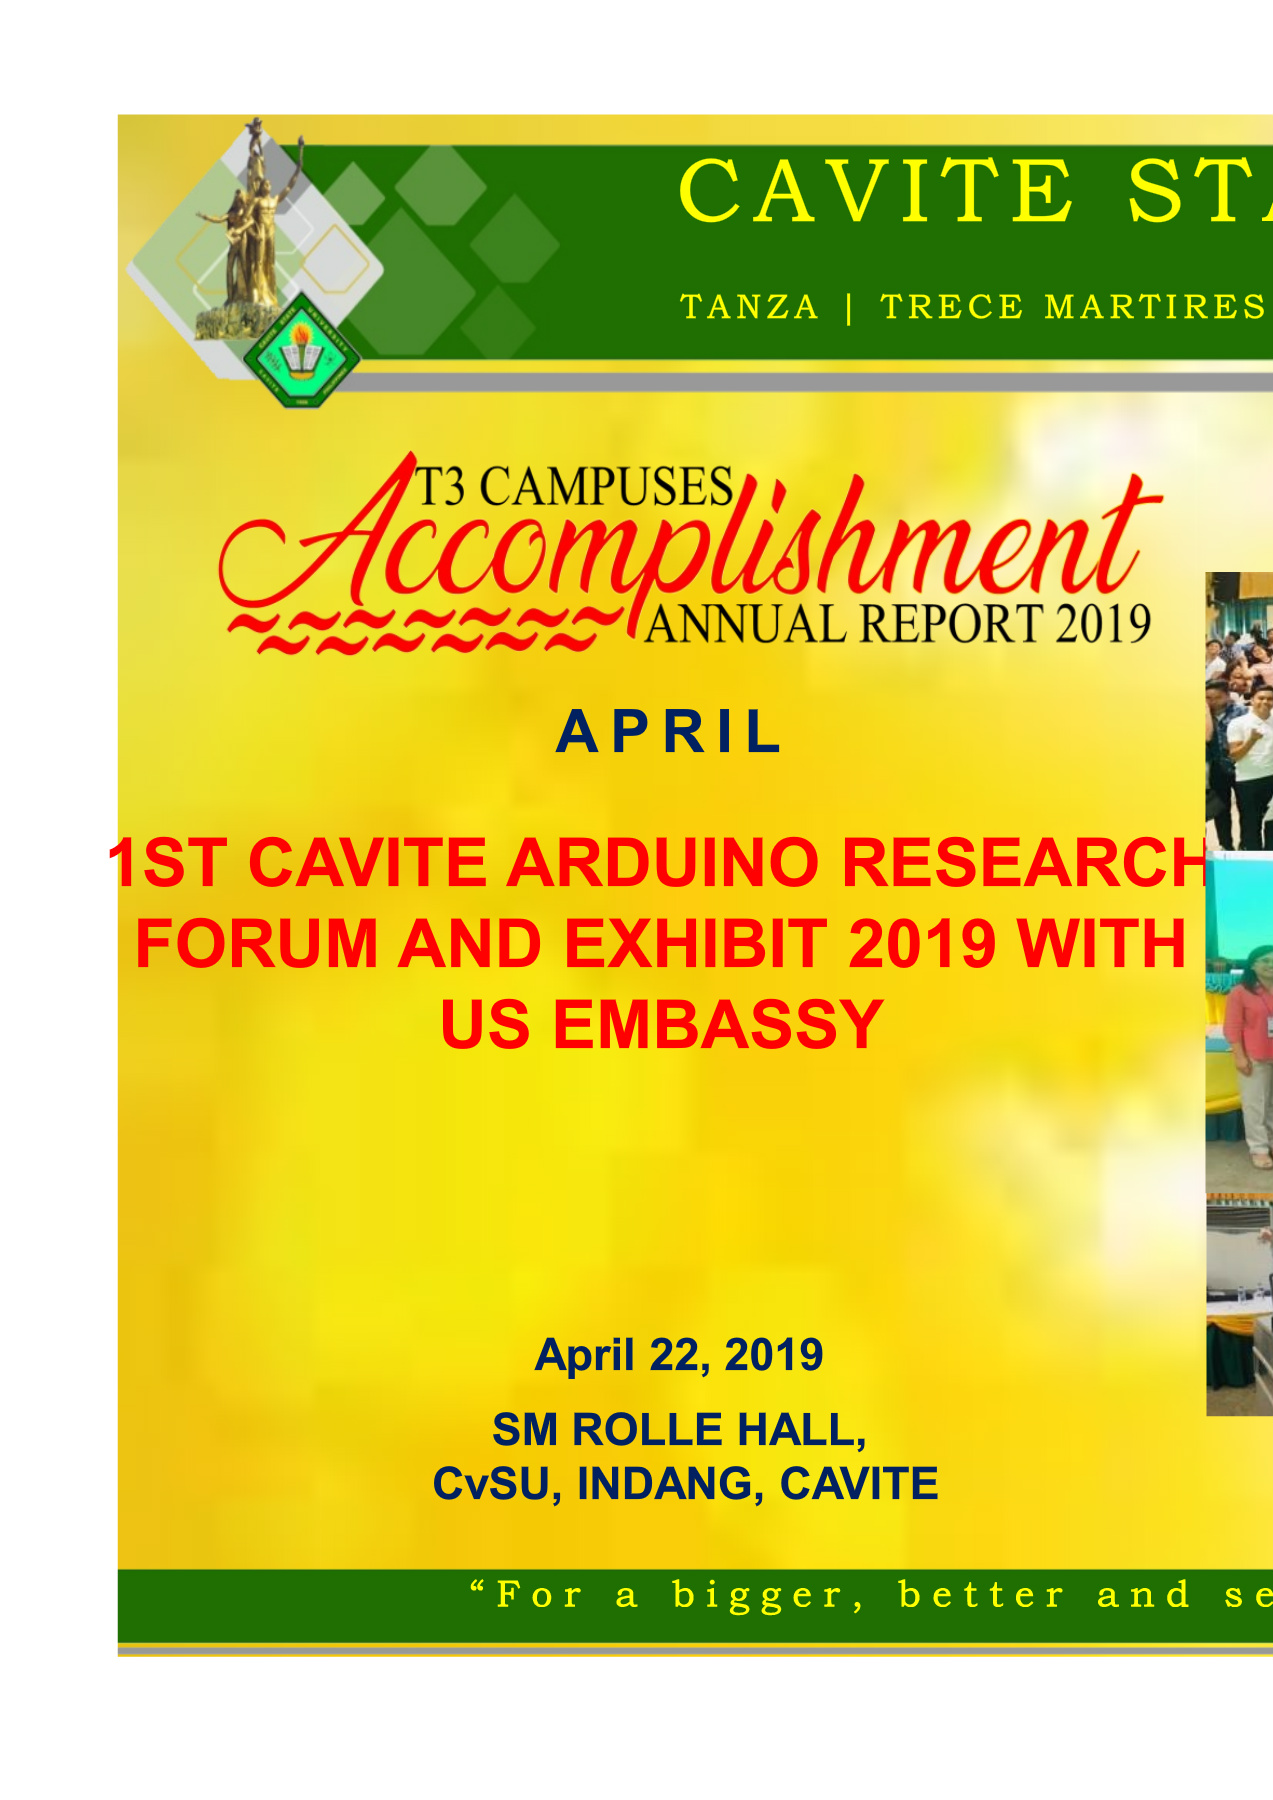 CAVITE STA
TANZA | TRECE MARTIRES
T3 CAMPUSES
Accomplishment
ANNUAL REPORT 2019
APRIL
1ST CAVITE ARDUINO RESEARCH
FORUM AND EXHIBIT 2019 WITH
US EMBASSY
April 22, 2019
SM ROLLE HALL,
CvSU, INDANG, CAVITE
“For a bigger, better and se